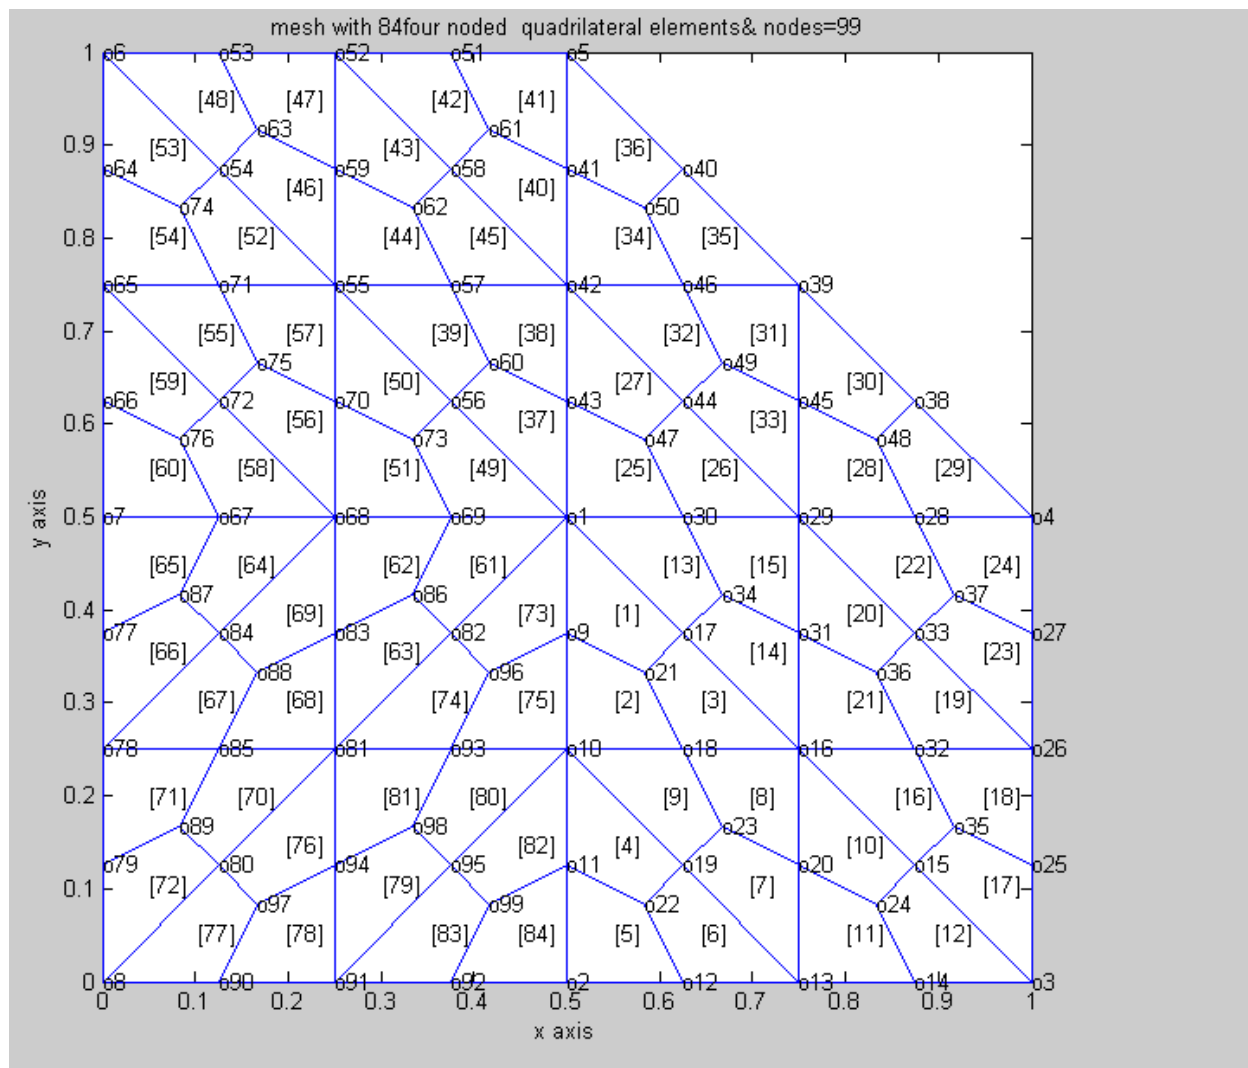 mesh with 84four noded  quadrilateral elements& nodes=99
1 o6 o53 o52 o51 o5
[48] [47] [42] [41]
o63 o61
0.9 [53] [43] [36]
o64 o54 o59 o58 o41 o40
[46] [40]
o74 o62 o50
0.8 [54] [52] [44] [45] [34] [35]
o65 o71 o55 o57 o42 o46 o39
0.7 [55] [57] [39] [38] [32] [31]
o75 o60 o49
[59] [50] [27] [30]
o66 o72 o70 o56 o43 o44 o45 o38
0.6 [56] [37] [33]
o76 o73 o47 o48
[60] [58] [51] [49] [25] [26] [28] [29]
0.5 o7 o67 o68 o69 o1 o30 o29 o28 o4
[65] [64] [62] [61] [13] [15] [22] [24]
0.4 o87 o86 o34 o37
[69] [73] [1] [20]
o77 o84 o83 o82 o9 o17 o31 o33 o27
[66] [63] [14] [23]
o88 o96 o21 o36
0.3 [67] [68] [74] [75] [2] [3] [21] [19]
o78 o85 o81 o93 o10 o18 o16 o32 o26
0.2 [71] [70] [81] [80] [9] [8] [16] [18]
o89 o98 o23 o35
[76] [82] [4] [10]
o79 o80 o94 o95 o11 o19 o20 o15 o25
0.1 [72] [79] [7] [17]
o97 o99 o22 o24
[77] [78] [83] [84] [5] [6] [11] [12]
0 o8 o90 o91 o92 o2 o12 o13 o14 o3
0 0.1 0.2 0.3 0.4 0.5 0.6 0.7 0.8 0.9 1
x axis
y axis